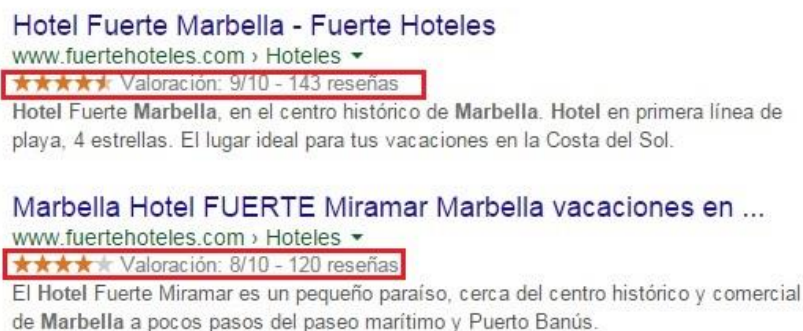 Hotel Fuerte Marbella - Fuerte Hoteles
www.fuertehoteles.com › Hoteles
Valoración: 9/10 - 143 reseñas
Hotel Fuerte Marbella, en el centro histórico de Marbella. Hotel en primera línea de
playa, 4 estrellas. El lugar ideal para tus vacaciones en la Costa del Sol.
Marbella Hotel FUERTE Miramar Marbella vacaciones en ...
www.fuertehoteles.com › Hoteles
Valoración: 8/10 - 120 reseñas
El Hotel Fuerte Miramar es un pequeño paraíso, cerca del centro histórico y comercial
de Marbella a pocos pasos del paseo marítimo y Puerto Banús.